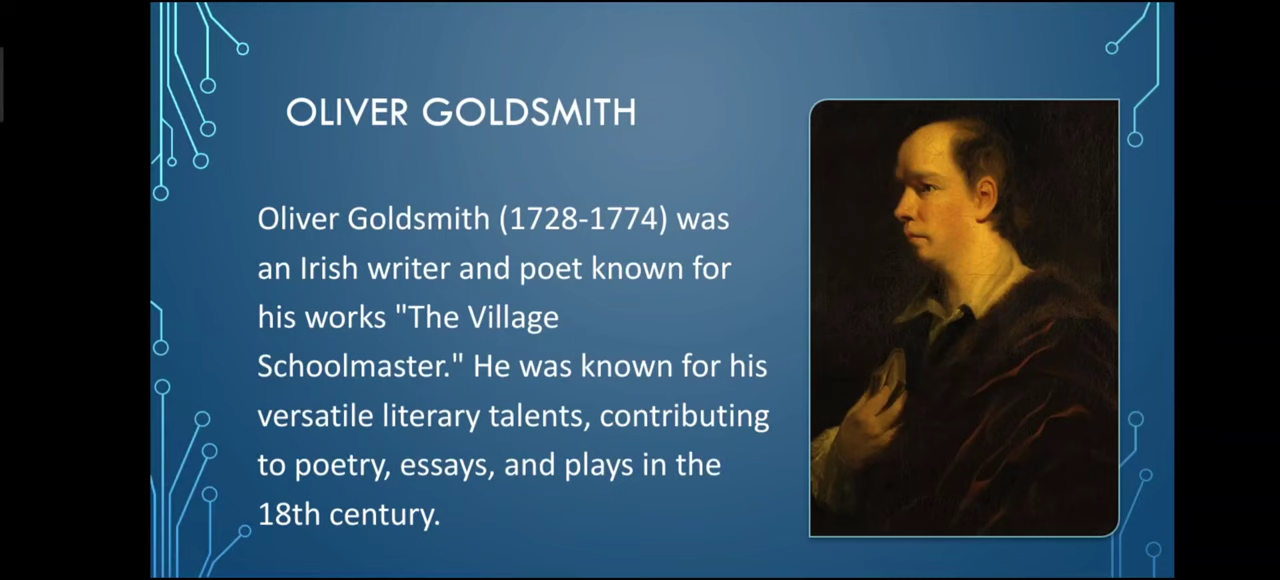 OLIVER GOLDSMITH
Oliver Goldsmith (1728-1774) was
an Irish writer and poet known for
his works "The Village
Schoolmaster." He was known for his
versatile literary talents, contributing
to poetry, essays, and plays in the
18th century.